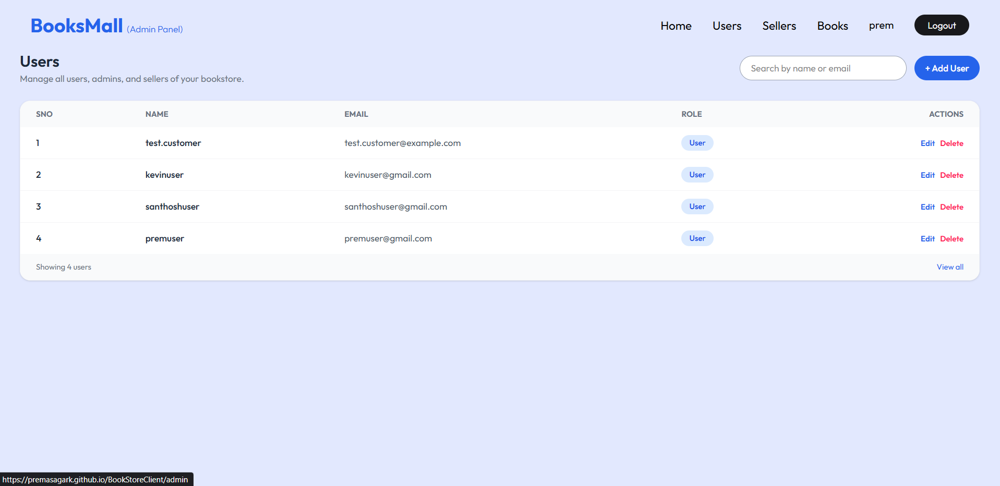 BooksMall (Admin Panel) Home Users Sellers Books prem Logout
Users
Manage all users, admins, and sellers of your bookstore.
Search by name or email + Add User
SNO NAME EMAIL ROLE ACTIONS
1 test.customer test.customer@example.com User Edit Delete
2 kevinuser kevinuser@gmail.com User Edit Delete
3 santhoshuser santhoshuser@gmail.com User Edit Delete
4 premuser premuser@gmail.com User Edit Delete
Showing 4 users View all
https://premasagark.github.io/BookStoreClient/admin